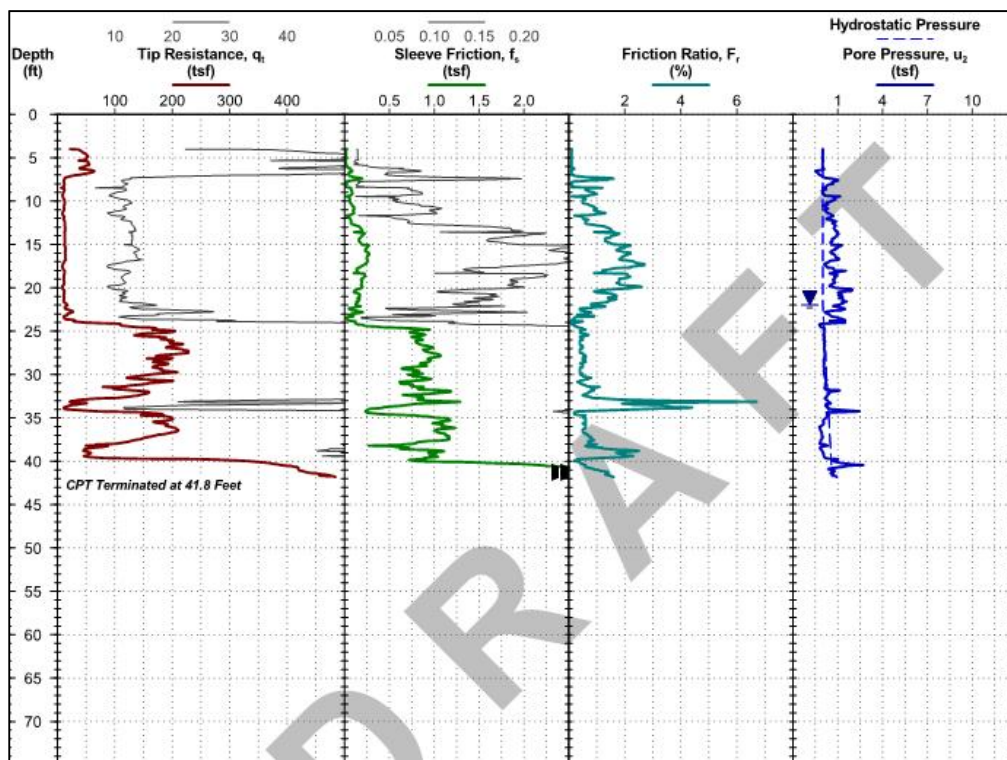 Hydrostatic Pressure
10 20 30 40
0.05 0.10 0.15 0.20
Depth
(ft)
Tip Resistance, qt
(tsf)
Sleeve Friction, fs
(tsf)
Friction Ratio, Fr
(%)
Pore Pressure, u2
(tsf)
100 200 300 400
0.5 1.0 1.5 2.0
2 4 6
1 4 7 10
0
5
10
15
20
25
30
35
40
CPT Terminated at 41.8 Feet
45
50
55
60
65
70
DRAFT